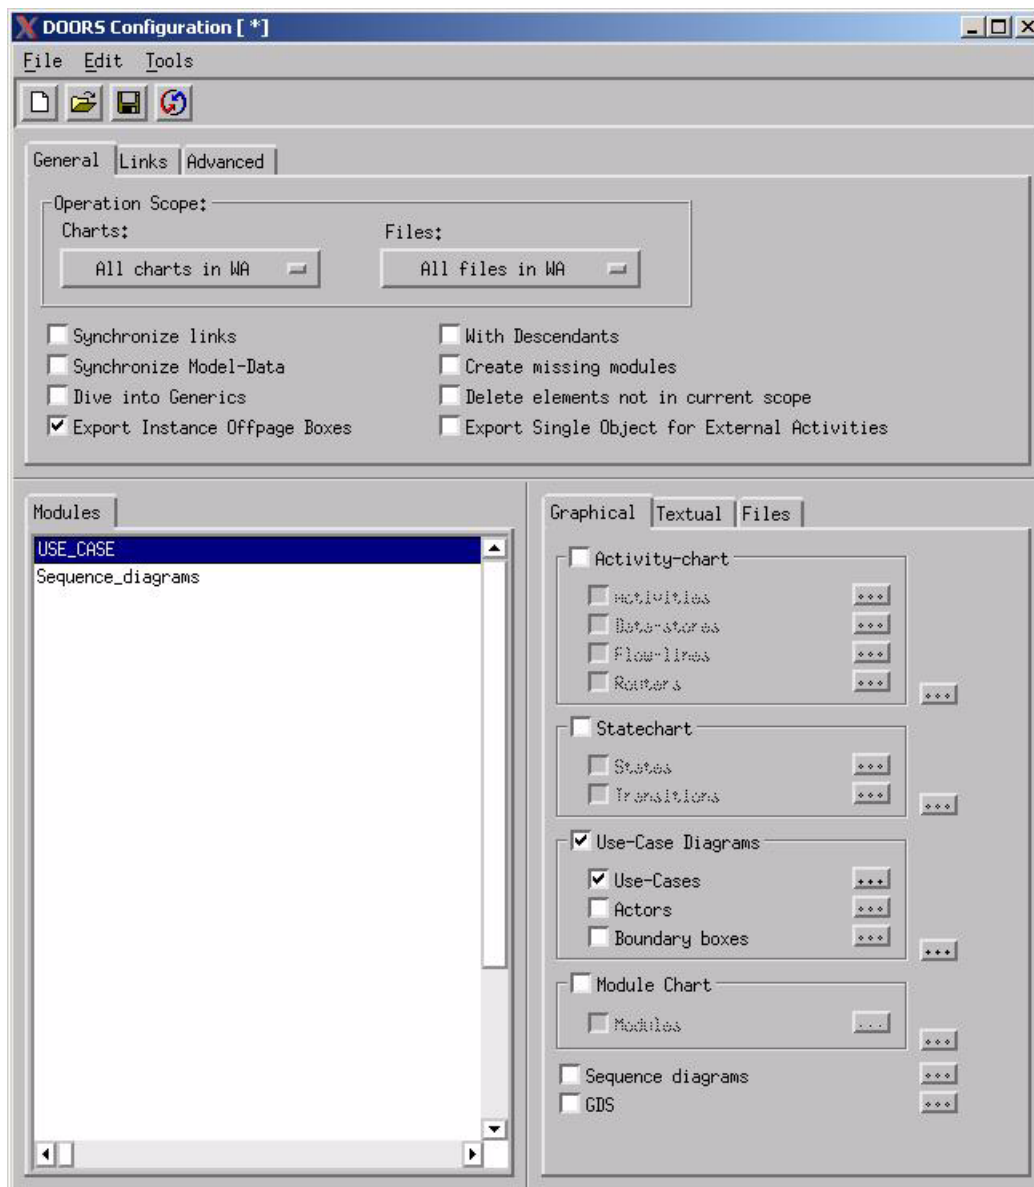 DOORS Configuration [ *]
File Edit Tools
General Links Advanced
Operation Scope:
Charts: Files:
All charts in WA All files in WA
Synchronize links With Descendants
Synchronize Model-Data Create missing modules
Dive into Generics Delete elements not in current scope
Export Instance Offpage Boxes Export Single Object for External Activities
Modules
USE_CASE
Sequence_diagrams
Graphical Textual Files
Activity-chart
Activities ...
Data-stores ...
Flow-lines ...
Routers ...
...
Statechart
States ...
Transitions ...
...
Use-Case Diagrams
Use-Cases ...
Actors ...
Boundary boxes ...
...
Module Chart
Modules ...
...
Sequence diagrams ...
GDS ...